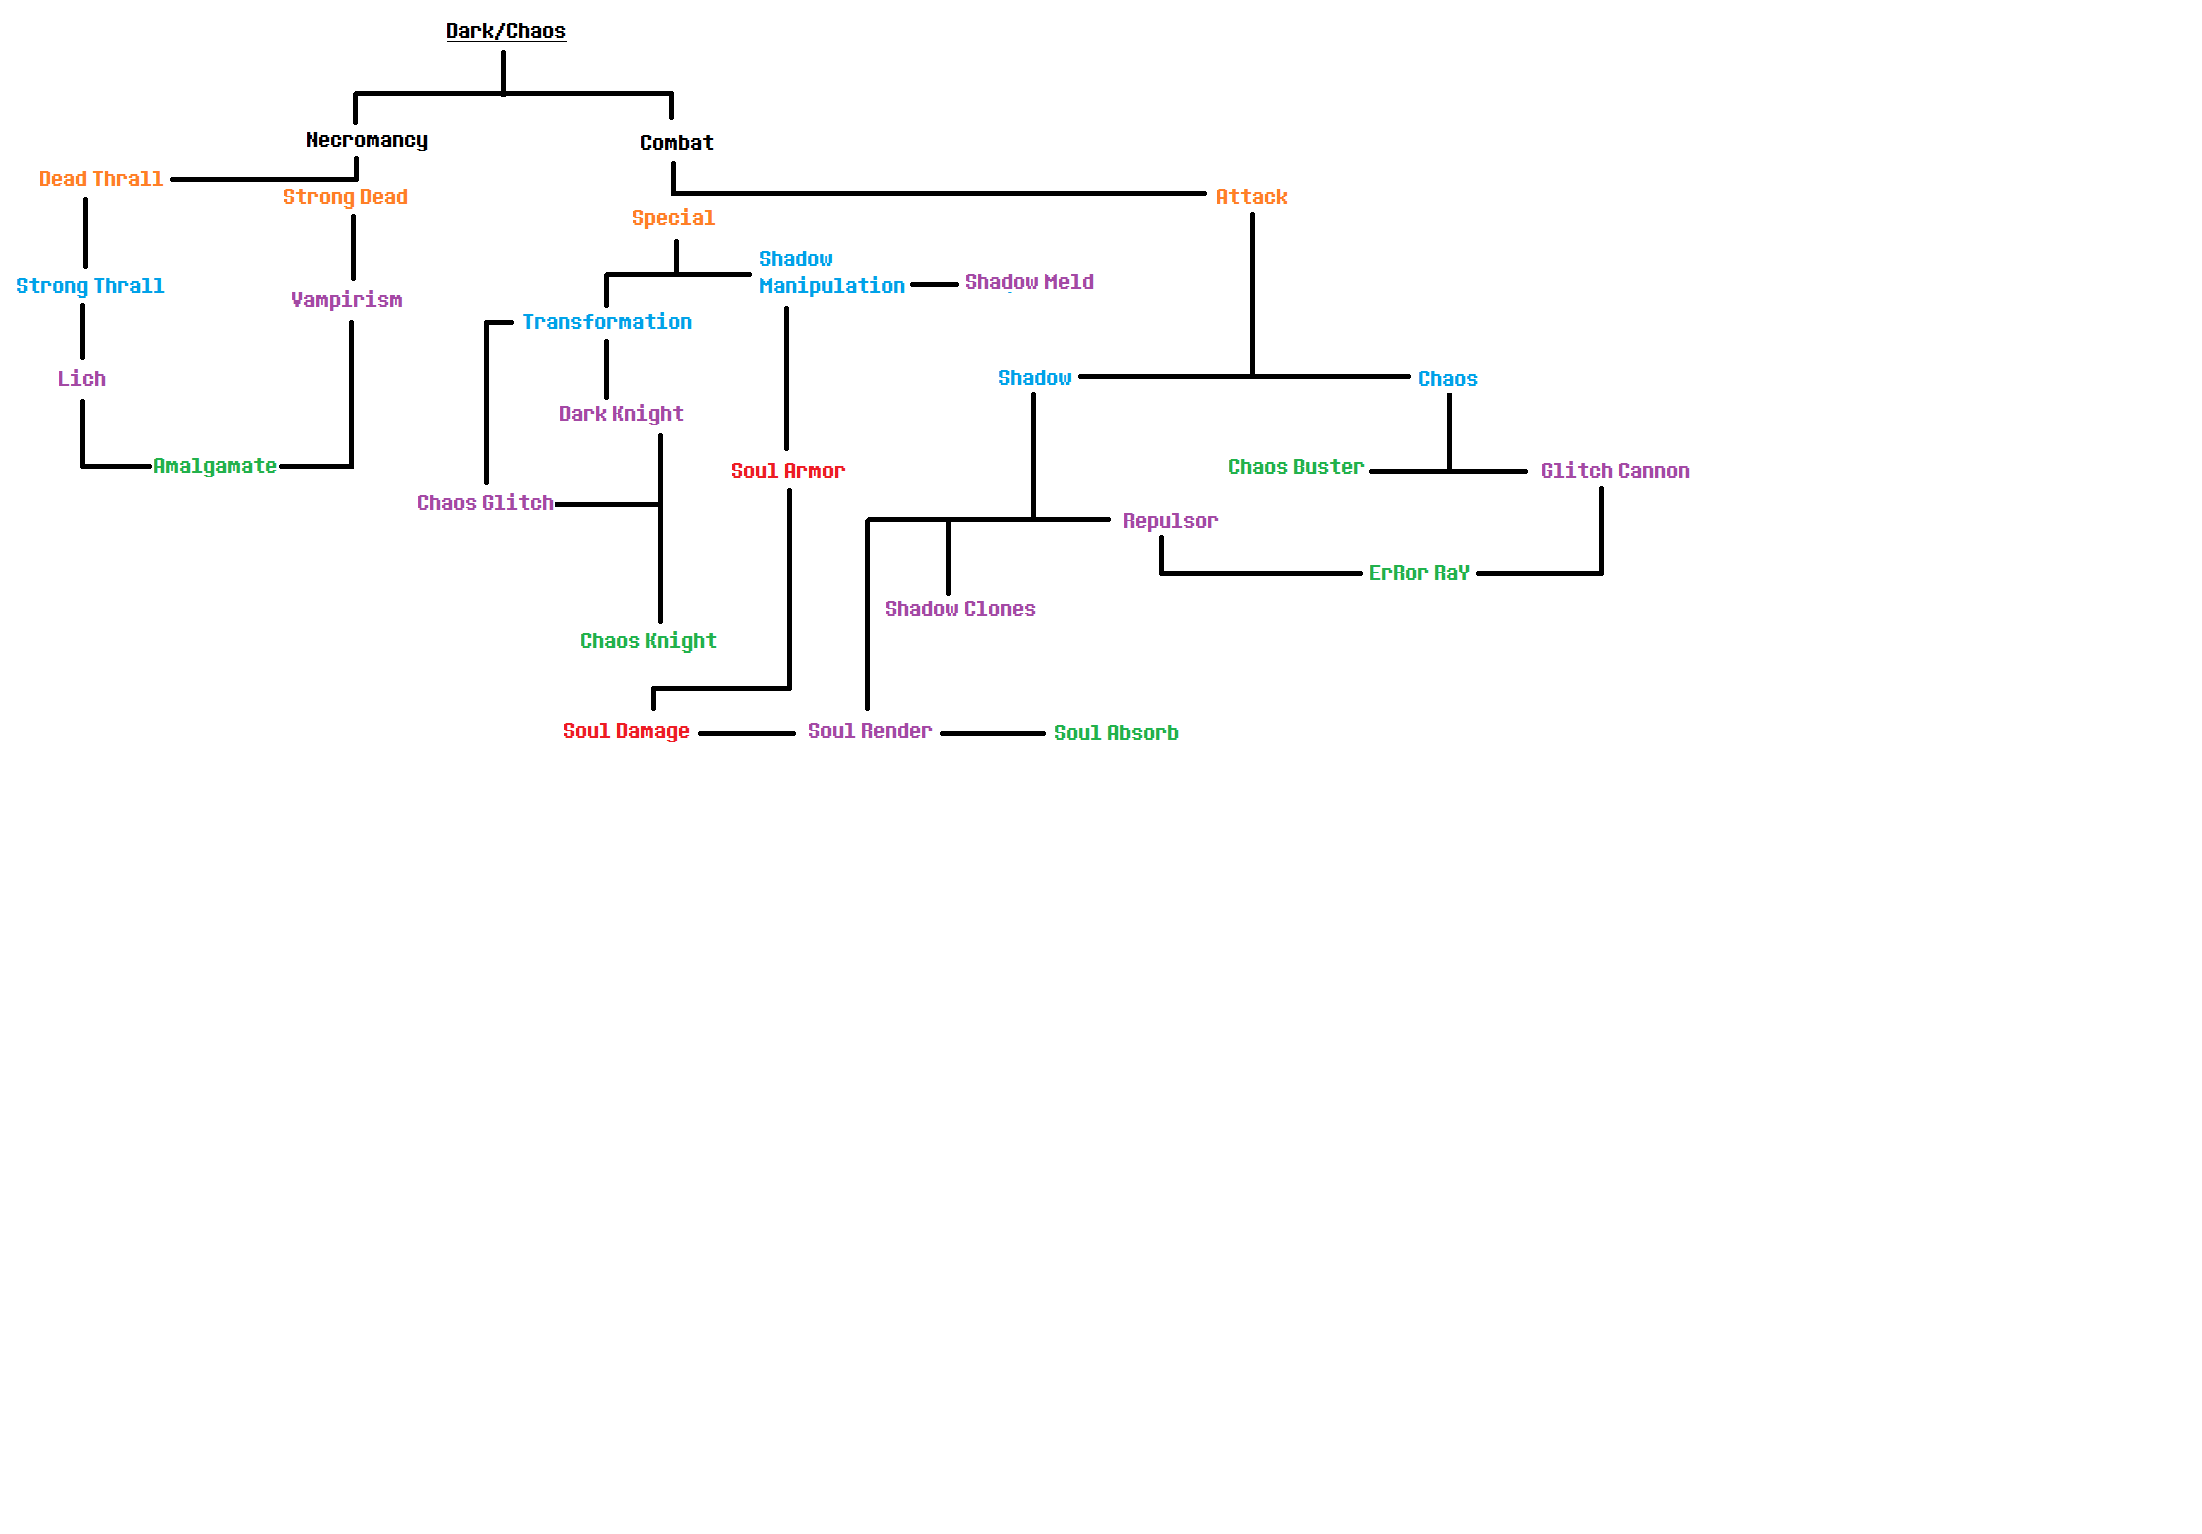 Dark/Chaos
Necromancy
Combat
Dead Thrall
Strong Dead
Attack
Special
Shadow
Manipulation
Shadow Meld
Strong Thrall
Vampirism
Transformation
Lich
Shadow
Chaos
Dark Knight
Amalgamate
Soul Armor
Chaos Buster
Glitch Cannon
Chaos Glitch
Repulsor
ErRor RaY
Shadow Clones
Chaos Knight
Soul Damage
Soul Render
Soul Absorb